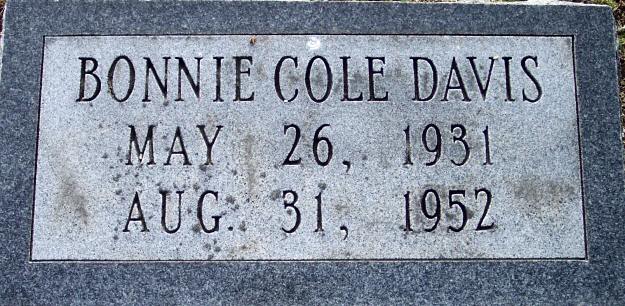 BONNIE COLE DAVIS
MAY 26, 1931
AUG. 31, 1952